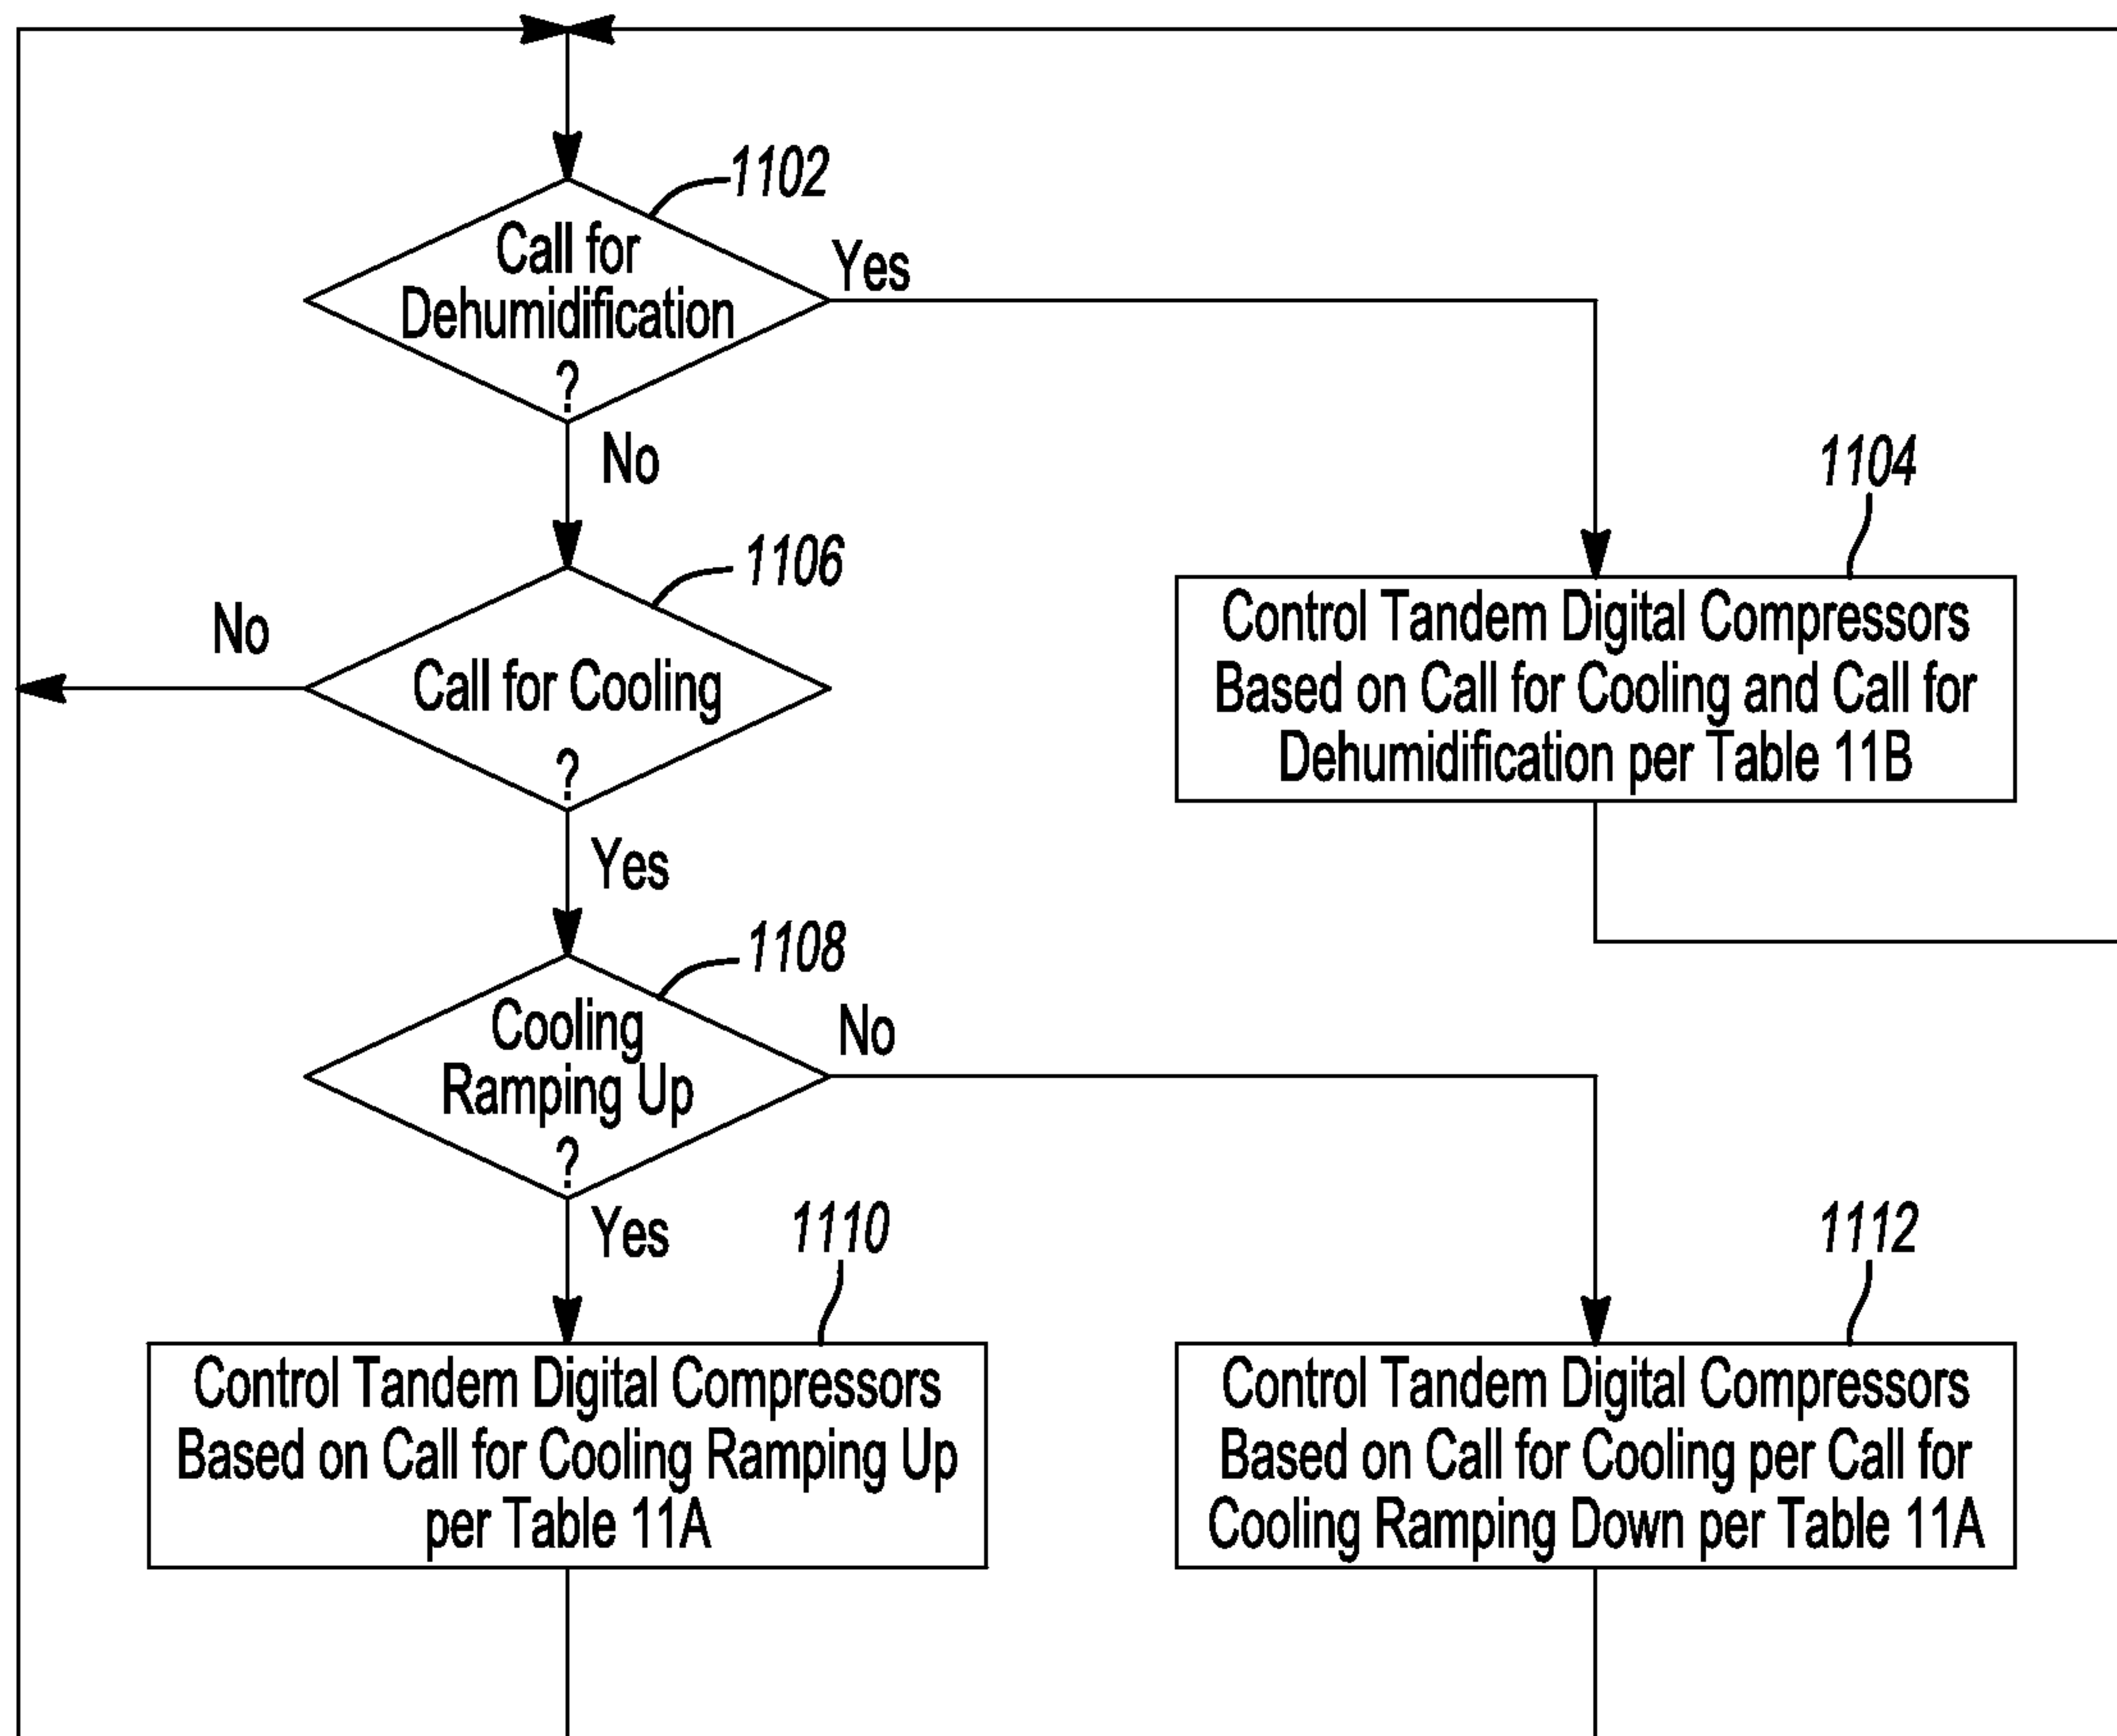 1102
Call for
Dehumidification
?
Yes
No
1104
Control Tandem Digital Compressors
Based on Call for Cooling and Call for
Dehumidification per Table 11B
1106
No
Call for Cooling
?
Yes
1108
Cooling
Ramping Up
?
No
Yes
1110
Control Tandem Digital Compressors
Based on Call for Cooling Ramping Up
per Table 11A
1112
Control Tandem Digital Compressors
Based on Call for Cooling per Call for
Cooling Ramping Down per Table 11A